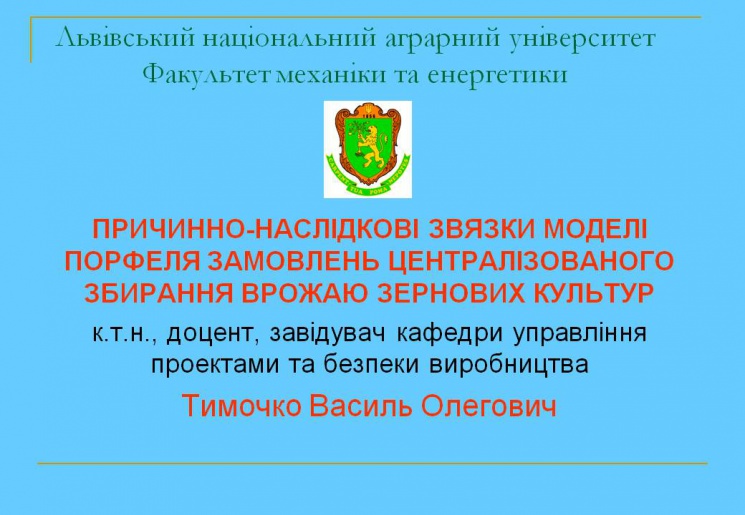 Львівський національний аграрний університет
Факультет механіки та енергетики
1856
ПРИЧИННО-НАСЛІДКОВІ ЗВЯЗКИ МОДЕЛІ
ПОРФЕЛЯ ЗАМОВЛЕНЬ ЦЕНТРАЛІЗОВАНОГО
ЗБИРАННЯ ВРОЖАЮ ЗЕРНОВИХ КУЛЬТУР
к.т.н., доцент, завідувач кафедри управління
проектами та безпеки виробництва
Тимочко Василь Олегович